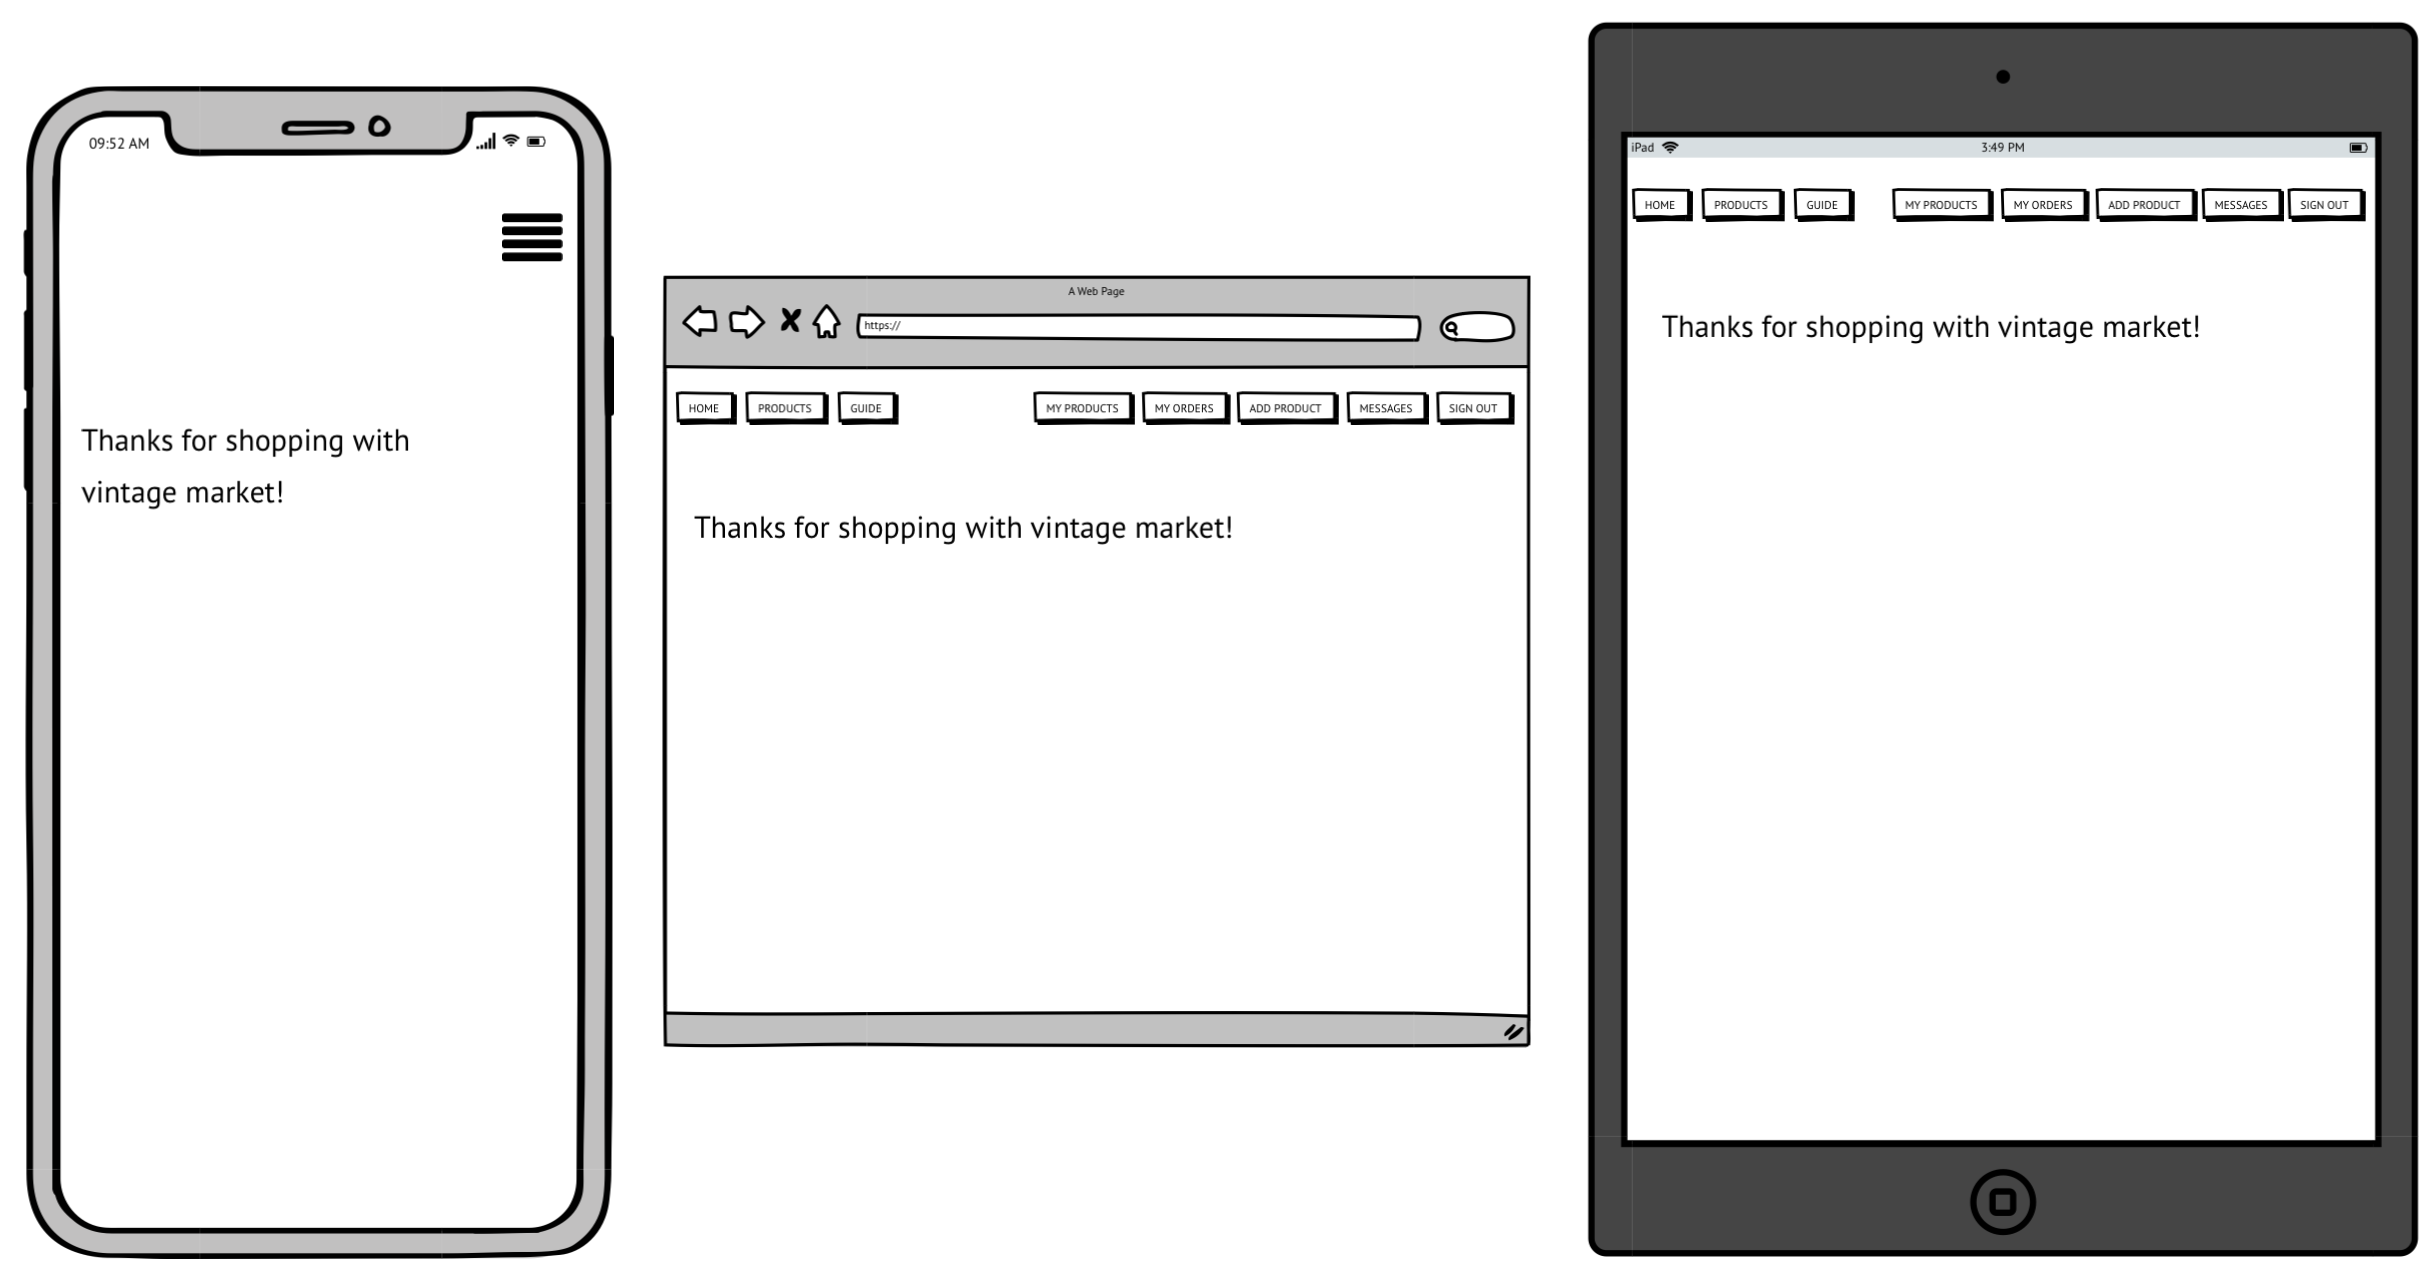 09:52 AM
Thanks for shopping with
vintage market!
A Web Page
https://
HOME PRODUCTS GUIDE MY PRODUCTS MY ORDERS ADD PRODUCT MESSAGES SIGN OUT
Thanks for shopping with vintage market!
iPad 3:49 PM
HOME PRODUCTS GUIDE MY PRODUCTS MY ORDERS ADD PRODUCT MESSAGES SIGN OUT
Thanks for shopping with vintage market!